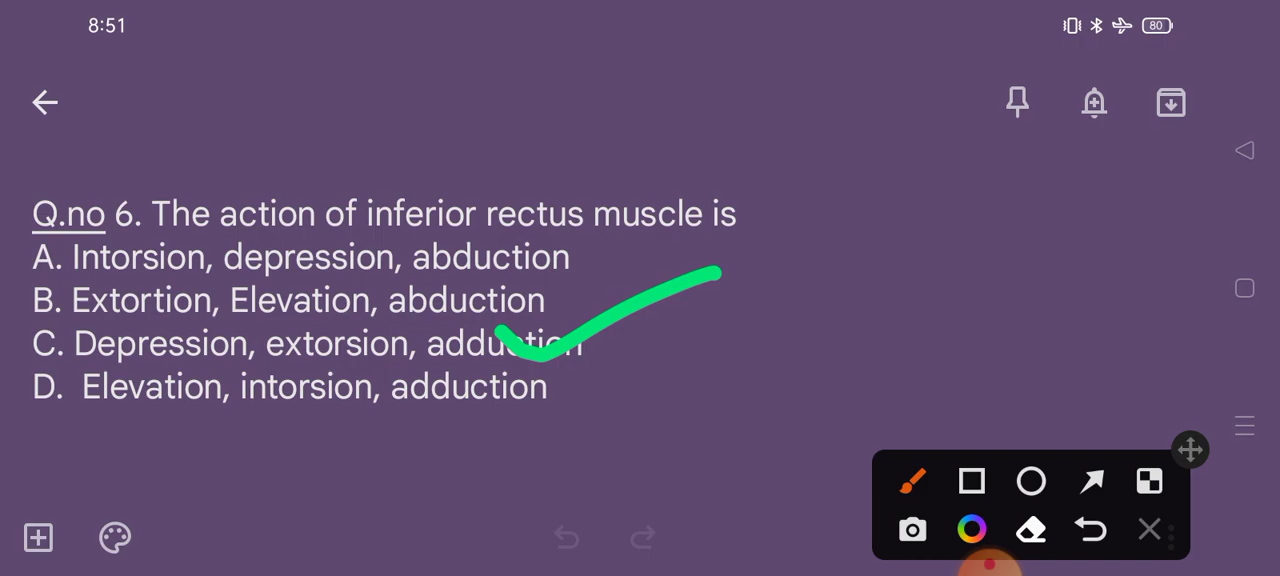 8:51
80
Q.no 6. The action of inferior rectus muscle is
A. Intorsion, depression, abduction
B. Extortion, Elevation, abduction
C. Depression, extorsion, adduction
D. Elevation, intorsion, adduction